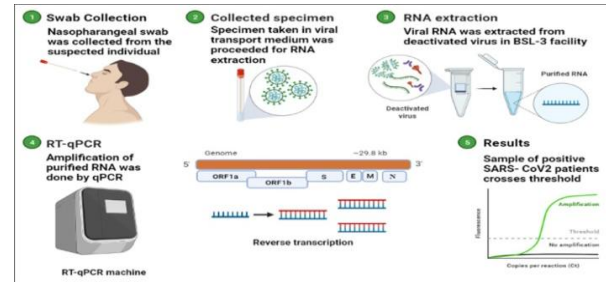 1 Swab Collection
Nasopharangeal swab
was collected from the
suspected individual
2 Collected specimen
Specimen taken in viral
transport medium was
proceeded for RNA
extraction
3 RNA extraction
Viral RNA was extracted from
deactivated virus in BSL-3 facility
Purified RNA
Deactivated
virus
4 RT-qPCR
Amplification of
purified RNA was
done by qPCR
RT-qPCR machine
Genome ~29.8 kb
5' 3'
ORF1a ORF1b S E M N
Reverse transcription
5 Results
Sample of positive
SARS- CoV2 patients
crosses threshold
Amplification
Threshold
No amplification
Fluorescence
Copies per reaction (Ct)